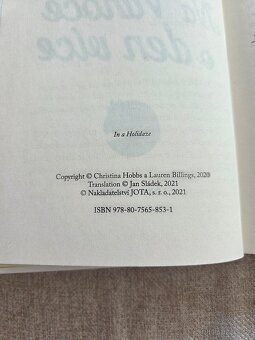 In a Holidaze
Copyright © Christina Hobbs a Lauren Billings, 2020
Translation © Jan Sládek, 2021
© Nakladatelství JOTA, s. r. o., 2021
ISBN 978-80-7565-853-1